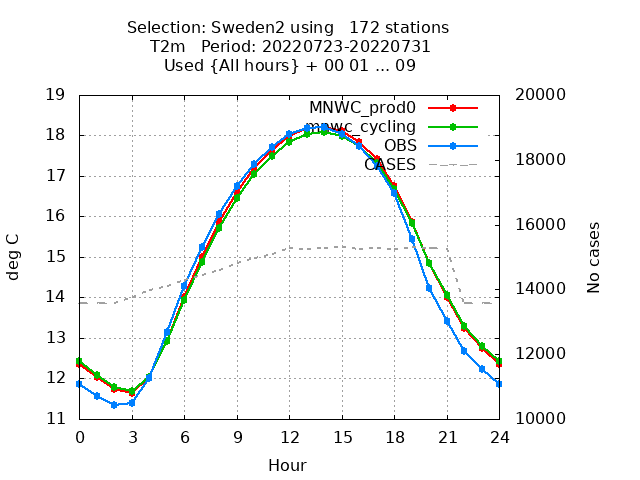 Selection: Sweden2 using   172 stations
T2m   Period: 20220723-20220731
Used {All hours} + 00 01 ... 09
MNWC_prod0
mnwc_cycling
OBS
CASES
deg C
19
18
17
16
15
14
13
12
11
No cases
20000
18000
16000
14000
12000
10000
0 3 6 9 12 15 18 21 24
Hour